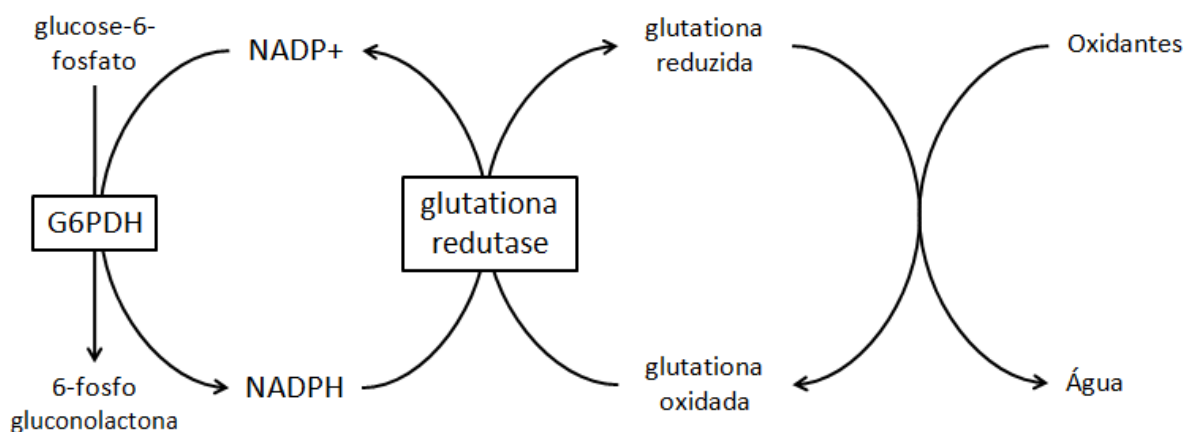 glucose-6-
fosfato
NADP+
glutationa
reduzida
Oxidantes
G6PDH
glutationa
redutase
6-fosfo
gluconolactona
NADPH
glutationa
oxidada
Água